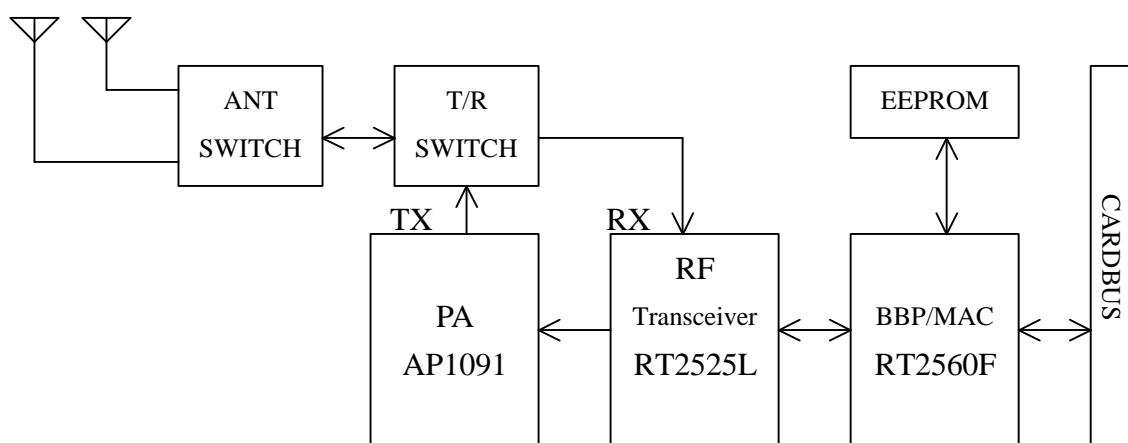 ANT
SWITCH
T/R
SWITCH
EEPROM
TX
RX
PA
AP1091
RF
Transceiver
RT2525L
BBP/MAC
RT2560F
CARDBUS